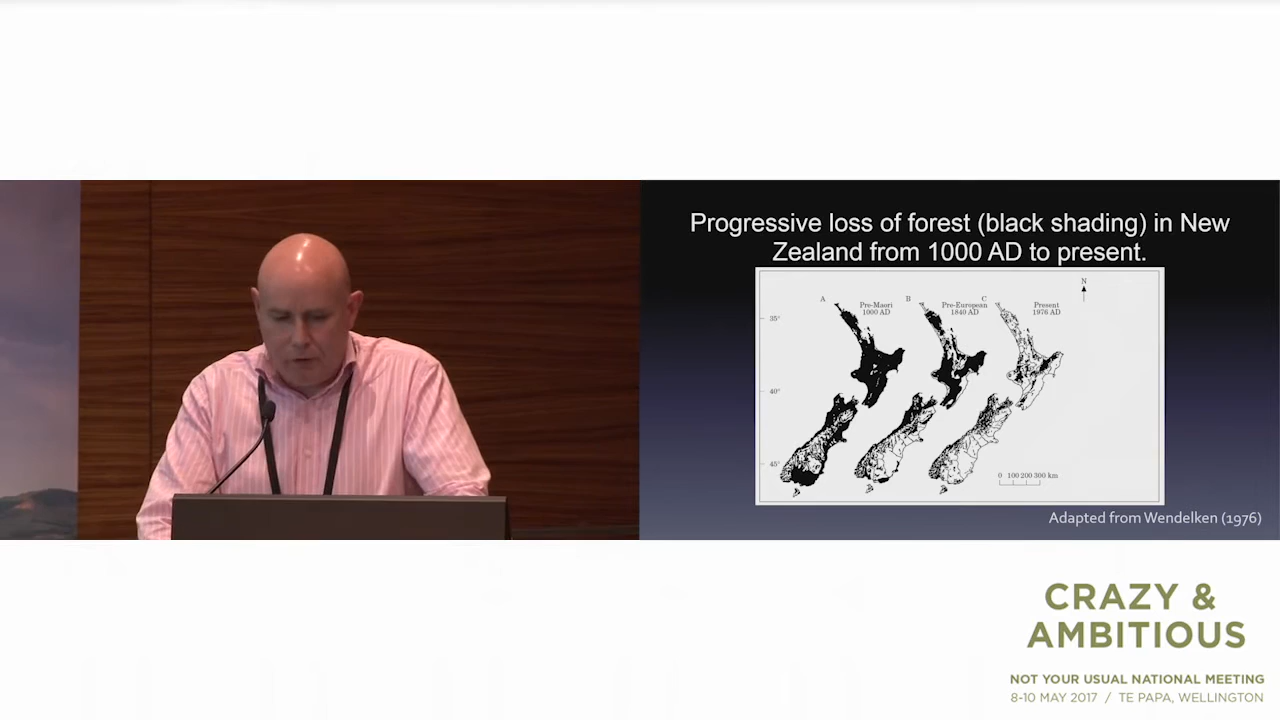 Progressive loss of forest (black shading) in New
Zealand from 1000 AD to present.
N
A
Pre-Maori
1000 AD
B
Pre-European
1840 AD
C
Present
1976 AD
35°
40°
45°
0 100 200 300 km
Adapted from Wendelken (1976)
CRAZY &
AMBITIOUS
NOT YOUR USUAL NATIONAL MEETING
8-10 MAY 2017 / TE PAPA, WELLINGTON